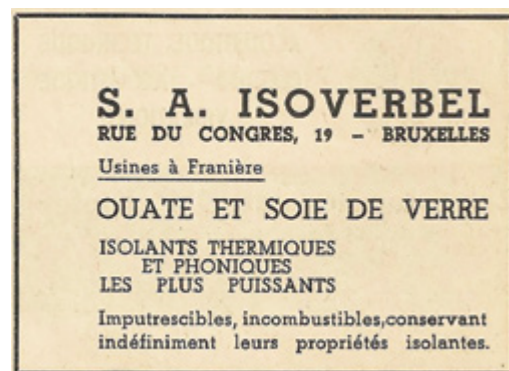 S. A. ISOVERBEL
RUE DU CONGRES, 19 – BRUXELLES
Usines à Franière
OUATE ET SOIE DE VERRE
ISOLANTS THERMIQUES
ET PHONIQUES
LES PLUS PUISSANTS
Imputrescibles, incombustibles,conservant
indéfiniment leurs propriétés isolantes.